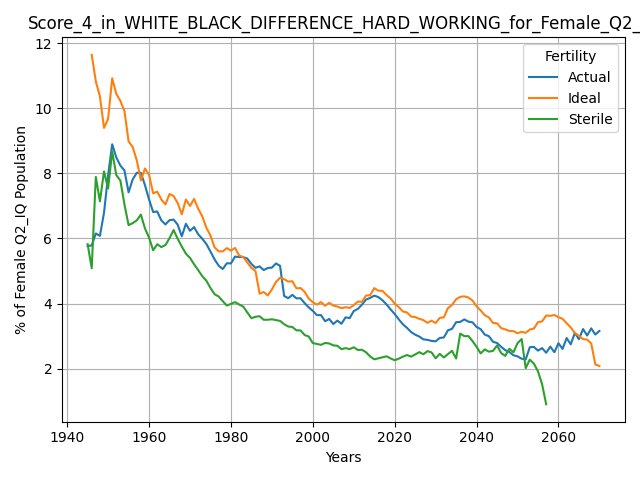 Score_4_in_WHITE_BLACK_DIFFERENCE_HARD_WORKING_for_Female_Q2_
12
10
8
6
4
2
% of Female Q2_IQ Population
Fertility
Actual
Ideal
Sterile
1940 1960 1980 2000 2020 2040 2060
Years